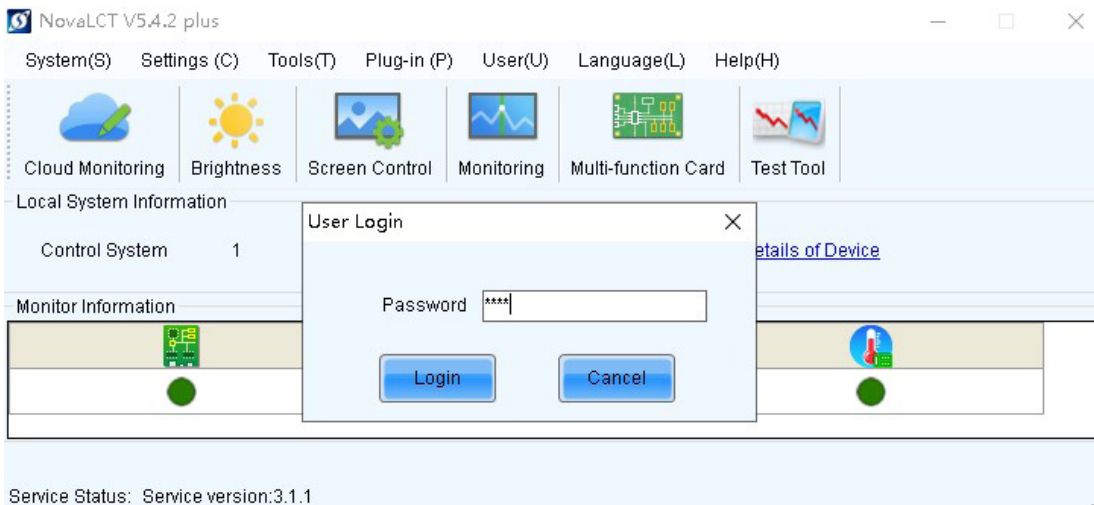 NovaLCT V5.4.2 plus
System(S) Settings (C) Tools(T) Plug-in (P) User(U) Language(L) Help(H)
Cloud Monitoring Brightness Screen Control Monitoring Multi-function Card Test Tool
Local System Information
User Login
Control System 1
etails of Device
Password ****
Monitor Information
Login Cancel
Service Status: Service version:3.1.1